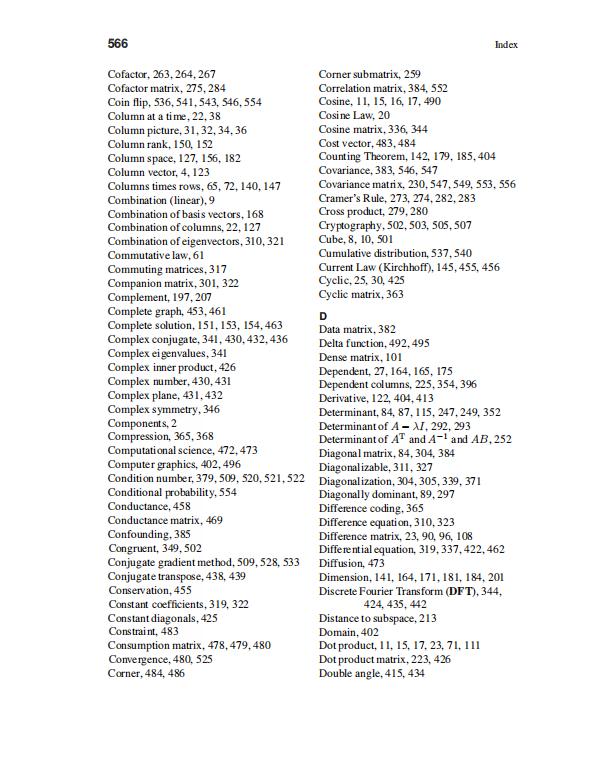 566
Index
Cofactor, 263, 264, 267
Cofactor matrix, 275, 284
Coin flip, 536, 541, 543, 546, 554
Column at a time, 22, 38
Column picture, 31, 32, 34, 36
Column rank, 150, 152
Column space, 127, 156, 182
Column vector, 4, 123
Columns times rows, 65, 72, 140, 147
Combination (linear), 9
Combination of basis vectors, 168
Combination of columns, 22, 127
Combination of eigenvectors, 310, 321
Commutative law, 61
Commuting matrices, 317
Companion matrix, 301, 322
Complement, 197, 207
Complete graph, 453, 461
Complete solution, 151, 153, 154, 463
Complex conjugate, 341, 430, 432, 436
Complex eigenvalues, 341
Complex inner product, 426
Complex number, 430, 431
Complex plane, 431, 432
Complex symmetry, 346
Components, 2
Compression, 365, 368
Computational science, 472, 473
Computer graphics, 402, 496
Condition number, 379, 509, 520, 521, 522
Conditional probability, 554
Conductance, 458
Conductance matrix, 469
Confounding, 385
Congruent, 349, 502
Conjugate gradient method, 509, 528, 533
Conjugate transpose, 438, 439
Conservation, 455
Constant coefficients, 319, 322
Constant diagonals, 425
Constraint, 483
Consumption matrix, 478, 479, 480
Convergence, 480, 525
Corner, 484, 486
Corner submatrix, 259
Correlation matrix, 384, 552
Cosine, 11, 15, 16, 17, 490
Cosine Law, 20
Cosine matrix, 336, 344
Cost vector, 483, 484
Counting Theorem, 142, 179, 185, 404
Covariance, 383, 546, 547
Covariance matrix, 230, 547, 549, 553, 556
Cramer's Rule, 273, 274, 282, 283
Cross product, 279, 280
Cryptography, 502, 503, 505, 507
Cube, 8, 10, 501
Cumulative distribution, 537, 540
Current Law (Kirchhoff), 145, 455, 456
Cyclic, 25, 30, 425
Cyclic matrix, 363
D
Data matrix, 382
Delta function, 492, 495
Dense matrix, 101
Dependent, 27, 164, 165, 175
Dependent columns, 225, 354, 396
Derivative, 122, 404, 413
Determinant, 84, 87, 115, 247, 249, 352
Determinant of A − λI, 292, 293
Determinant of Aᵀ and A⁻¹ and AB, 252
Diagonal matrix, 84, 304, 384
Diagonalizable, 311, 327
Diagonalization, 304, 305, 339, 371
Diagonally dominant, 89, 297
Difference coding, 365
Difference equation, 310, 323
Difference matrix, 23, 90, 96, 108
Differential equation, 319, 337, 422, 462
Diffusion, 473
Dimension, 141, 164, 171, 181, 184, 201
Discrete Fourier Transform (DFT), 344,
424, 435, 442
Distance to subspace, 213
Domain, 402
Dot product, 11, 15, 17, 23, 71, 111
Dot product matrix, 223, 426
Double angle, 415, 434